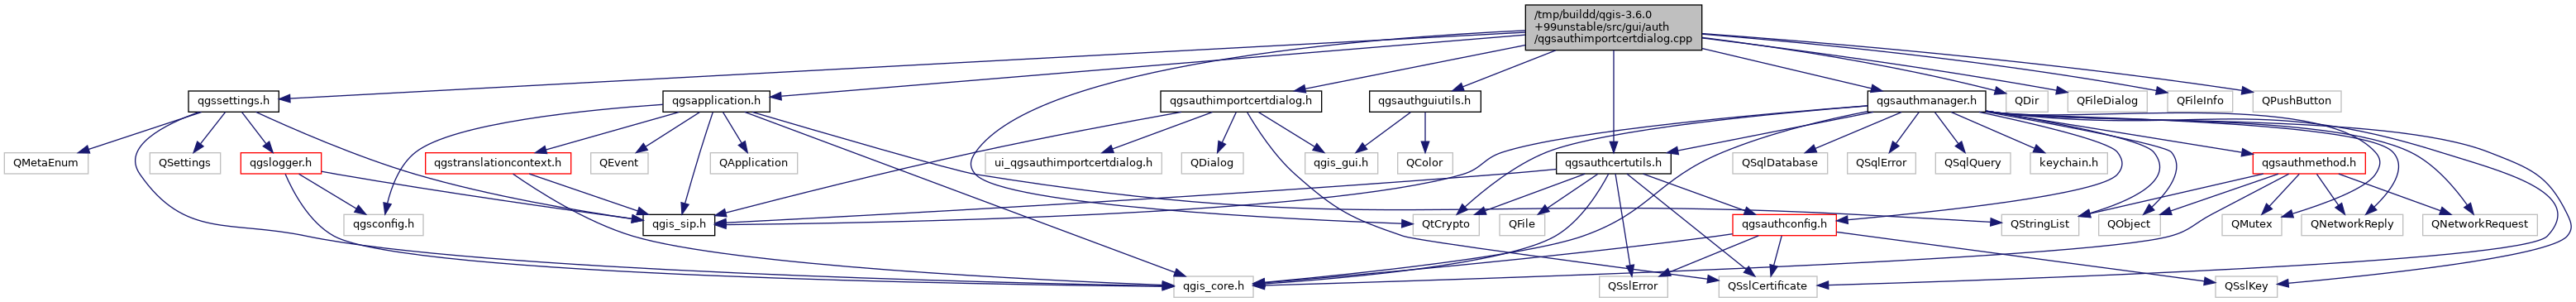 /tmp/buildd/qgis-3.6.0
+99unstable/src/gui/auth
/qgsauthimportcertdialog.cpp
qgssettings.h
qgsapplication.h
qgsauthimportcertdialog.h
qgsauthguiutils.h
qgsauthmanager.h
QDir
QFileDialog
QFileInfo
QPushButton
QMetaEnum
QSettings
qgslogger.h
qgstranslationcontext.h
QEvent
QApplication
ui_qgsauthimportcertdialog.h
QDialog
qgis_gui.h
QColor
qgsauthcertutils.h
QSqlDatabase
QSqlError
QSqlQuery
keychain.h
qgsauthmethod.h
qgsconfig.h
qgis_sip.h
QtCrypto
QFile
qgsauthconfig.h
QStringList
QObject
QMutex
QNetworkReply
QNetworkRequest
qgis_core.h
QSslError
QSslCertificate
QSslKey